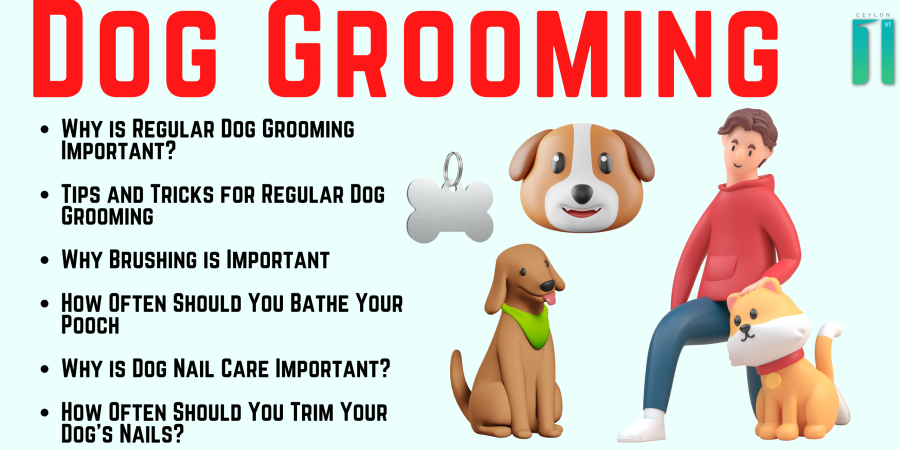 Dog Grooming
CEYLON
1st
Why is Regular Dog Grooming
Important?
Tips and Tricks for Regular Dog
Grooming
Why Brushing is Important
How Often Should You Bathe Your
Pooch
Why is Dog Nail Care Important?
How Often Should You Trim Your
Dog's Nails?